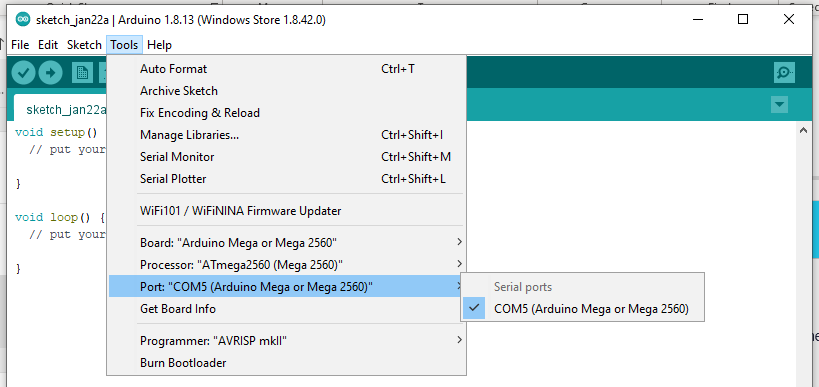 sketch_jan22a | Arduino 1.8.13 (Windows Store 1.8.42.0)
File Edit Sketch Tools Help
sketch_jan22a
void setup()
// put your
}
void loop() {
// put your
}
Auto Format Ctrl+T
Archive Sketch
Fix Encoding & Reload
Manage Libraries... Ctrl+Shift+I
Serial Monitor Ctrl+Shift+M
Serial Plotter Ctrl+Shift+L
WiFi101 / WiFiNINA Firmware Updater
Board: "Arduino Mega or Mega 2560"
Processor: "ATmega2560 (Mega 2560)"
Port: "COM5 (Arduino Mega or Mega 2560)"
Get Board Info
Programmer: "AVRISP mkII"
Burn Bootloader
Serial ports
COM5 (Arduino Mega or Mega 2560)